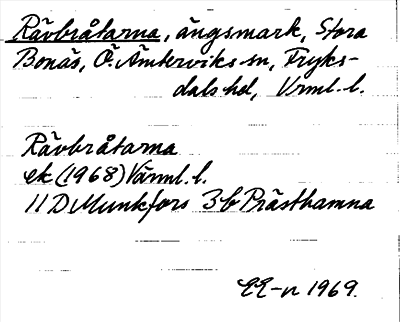 Rävbråtarna, ängsmark, Stora
Bonäs, Ö. Ämterviks sn, Fryks-
dals hd, Vrml. l.
Rävbråtarna
ek (1968) Värml. l.
11 D Munkfors 3 b Prästhamna
EE-n 1969.